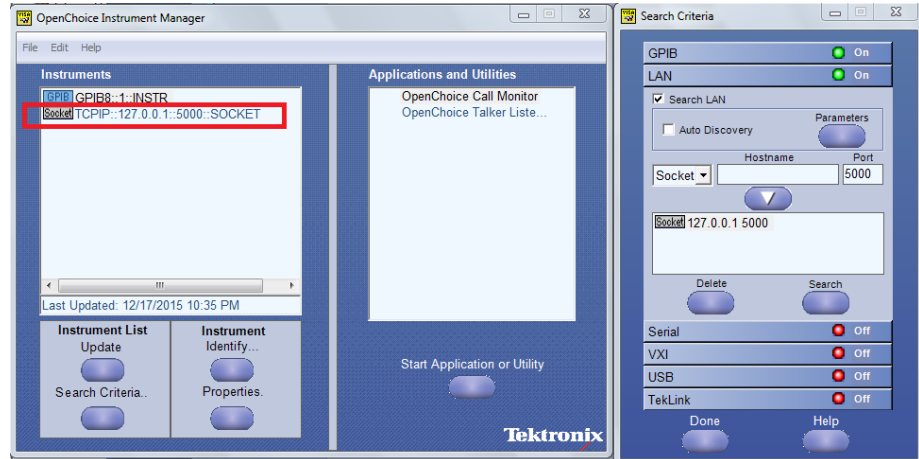 OpenChoice Instrument Manager
File Edit Help
Instruments
GPIB GPIB8::1::INSTR
Socket TCPIP::127.0.0.1::5000::SOCKET
Last Updated: 12/17/2015 10:35 PM
Instrument List
Update
Search Criteria..
Instrument
Identify...
Properties.
Applications and Utilities
OpenChoice Call Monitor
OpenChoice Talker Liste...
Start Application or Utility
Tektronix
Search Criteria
GPIB On
LAN On
Search LAN
Auto Discovery
Parameters
Hostname Port
Socket 5000
Socket 127.0.0.1 5000
Delete Search
Serial Off
VXI Off
USB Off
TekLink Off
Done Help